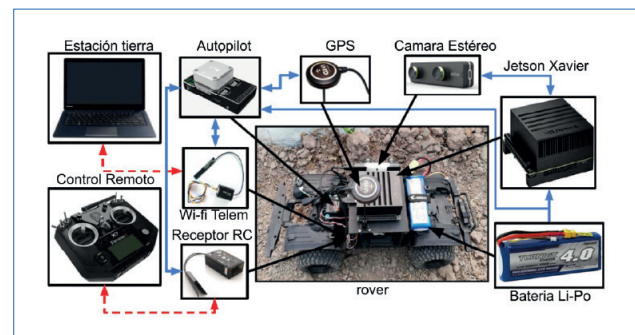 Estación tierra
Autopilot
GPS
Camara Estéreo
Jetson Xavier
Control Remoto
Wi-fi Telem
Receptor RC
rover
4.0
Bateria Li-Po